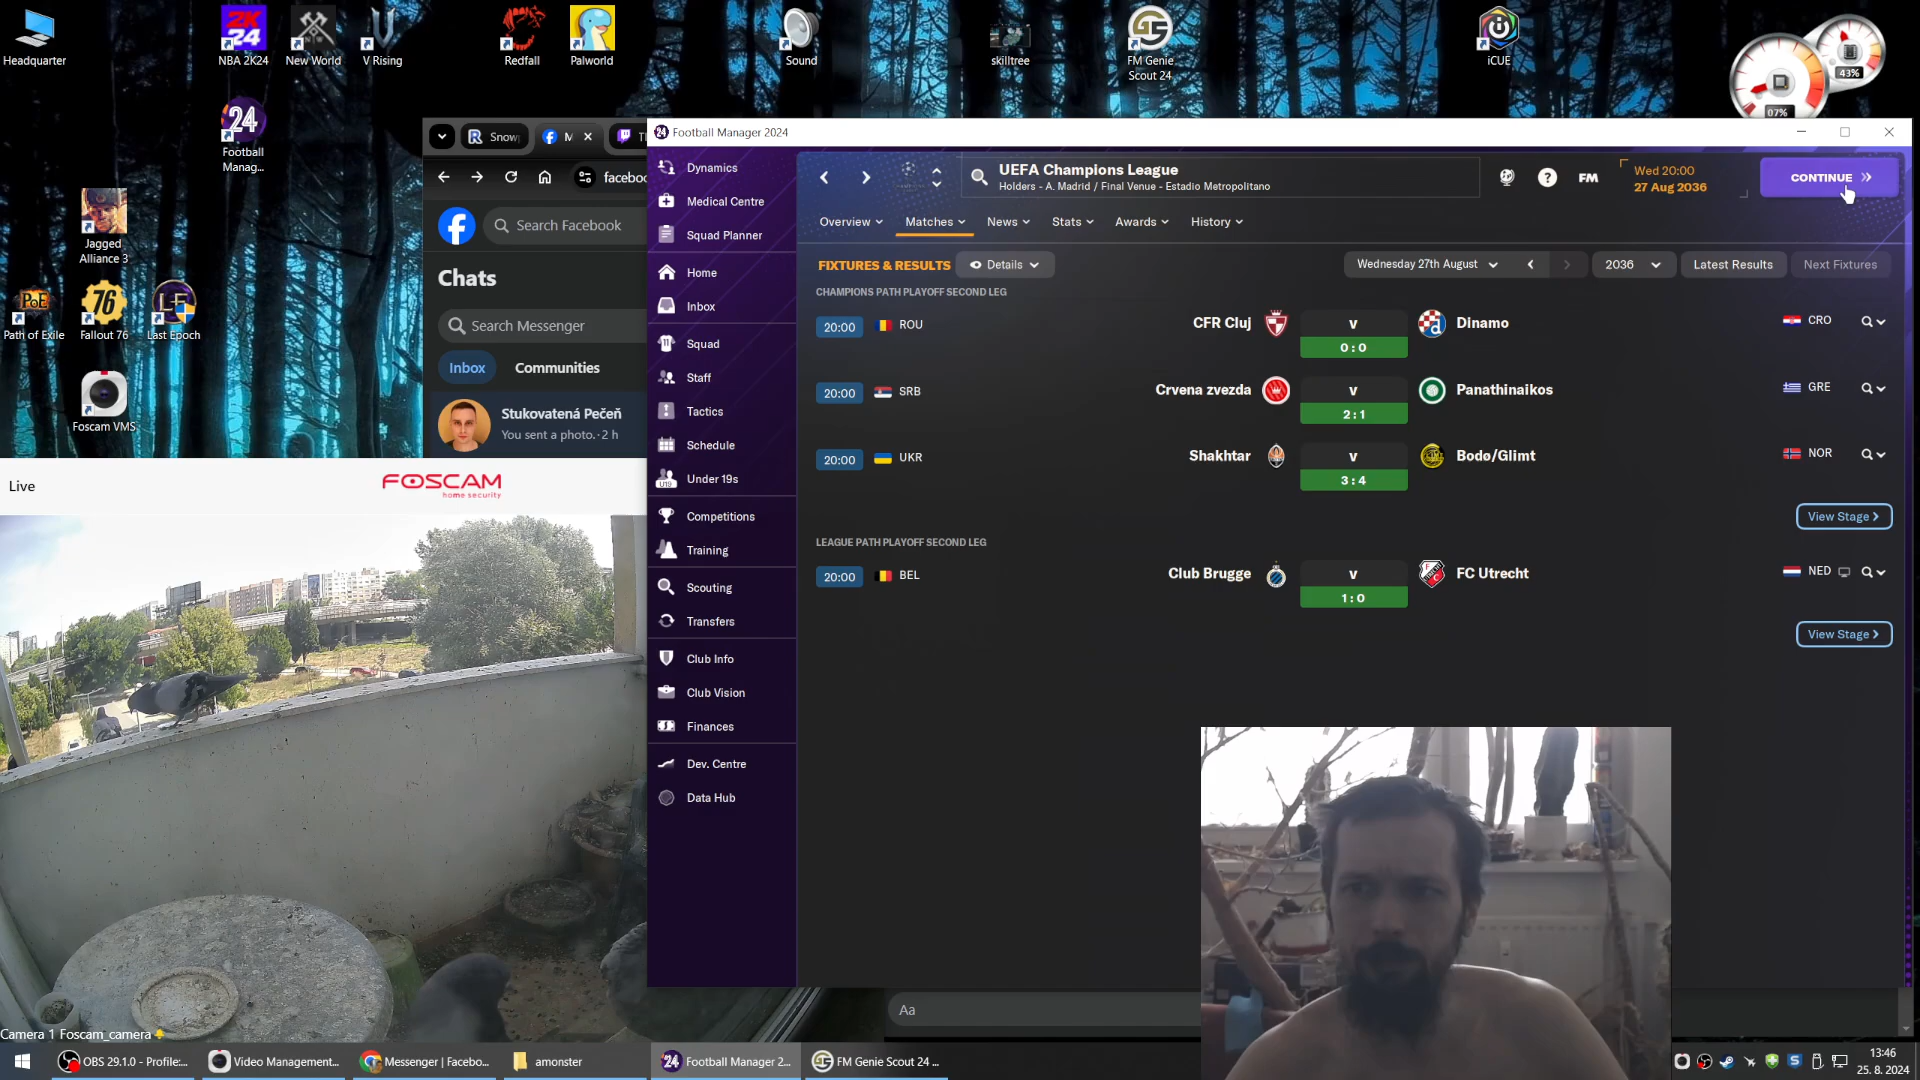 Headquarter
NBA 2K24
New World
V Rising
Redfall
Palworld
Sound
skilltree
FM Genie
Scout 24
iCUE
43%
07%
24
Football
Manag...
Jagged
Alliance 3
Path of Exile
Fallout 76
Last Epoch
Foscam VMS
Snow
M
Search Facebook
Chats
Search Messenger
Inbox
Communities
Stukovatená Pečeň
You sent a photo. · 2 h
Live
FOSCAM
home security
Camera 1 Foscam_camera
Football Manager 2024
Dynamics
Medical Centre
Squad Planner
Home
Inbox
Squad
Staff
Tactics
Schedule
Under 19s
Competitions
Training
Scouting
Transfers
Club Info
Club Vision
Finances
Dev. Centre
Data Hub
UEFA Champions League
Holders - A. Madrid / Final Venue - Estadio Metropolitano
FM
Wed 20:00
27 Aug 2036
CONTINUE
Overview
Matches
News
Stats
Awards
History
FIXTURES & RESULTS
Details
Wednesday 27th August
2036
Latest Results
Next Fixtures
CHAMPIONS PATH PLAYOFF SECOND LEG
20:00 ROU CFR Cluj v Dinamo CRO
0 : 0
20:00 SRB Crvena zvezda v Panathinaikos GRE
2 : 1
20:00 UKR Shakhtar v Bodø/Glimt NOR
3 : 4
View Stage >
LEAGUE PATH PLAYOFF SECOND LEG
20:00 BEL Club Brugge v FC Utrecht NED
1 : 0
View Stage >
Aa
OBS 29.1.0 - Profile:...
Video Management...
Messenger | Facebo...
amonster
Football Manager 2...
FM Genie Scout 24 ...
13:46
25. 8. 2024